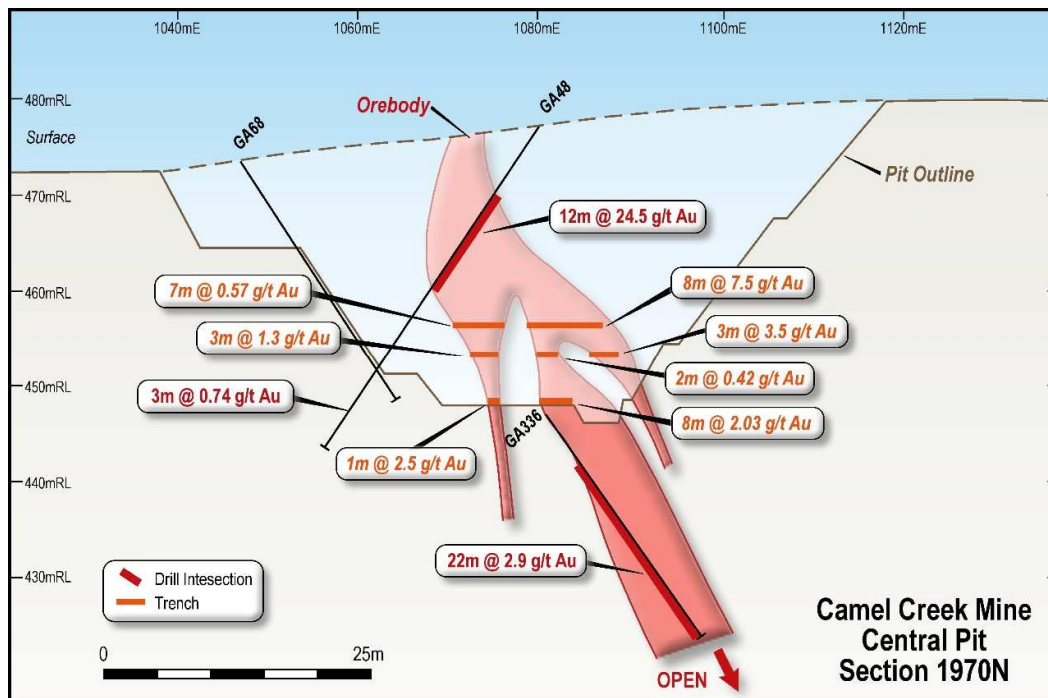 1040mE
1060mE
1080mE
1100mE
1120mE
480mRL
Orebody
GA48
GA68
Surface
Pit Outline
470mRL
12m @ 24.5 g/t Au
460mRL
7m @ 0.57 g/t Au
8m @ 7.5 g/t Au
3m @ 1.3 g/t Au
3m @ 3.5 g/t Au
450mRL
2m @ 0.42 g/t Au
3m @ 0.74 g/t Au
8m @ 2.03 g/t Au
GA336
1m @ 2.5 g/t Au
440mRL
22m @ 2.9 g/t Au
430mRL
Drill Intesection
Trench
Camel Creek Mine
Central Pit
Section 1970N
0
25m
OPEN